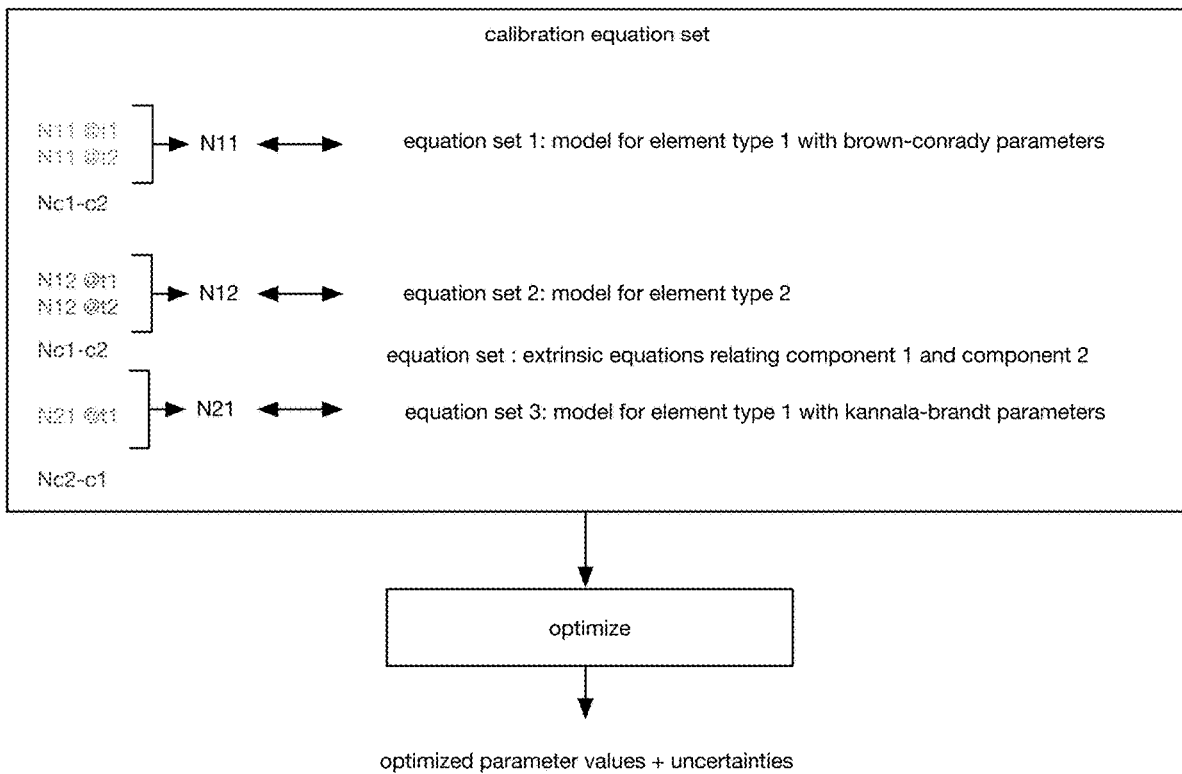 calibration equation set
N11 @t1
N11 @t2
N11
equation set 1: model for element type 1 with brown-conrady parameters
Nc1-c2
N12 @t1
N12 @t2
N12
equation set 2: model for element type 2
Nc1-c2
equation set : extrinsic equations relating component 1 and component 2
N21 @t1
N21
equation set 3: model for element type 1 with kannala-brandt parameters
Nc2-c1
optimize
optimized parameter values + uncertainties